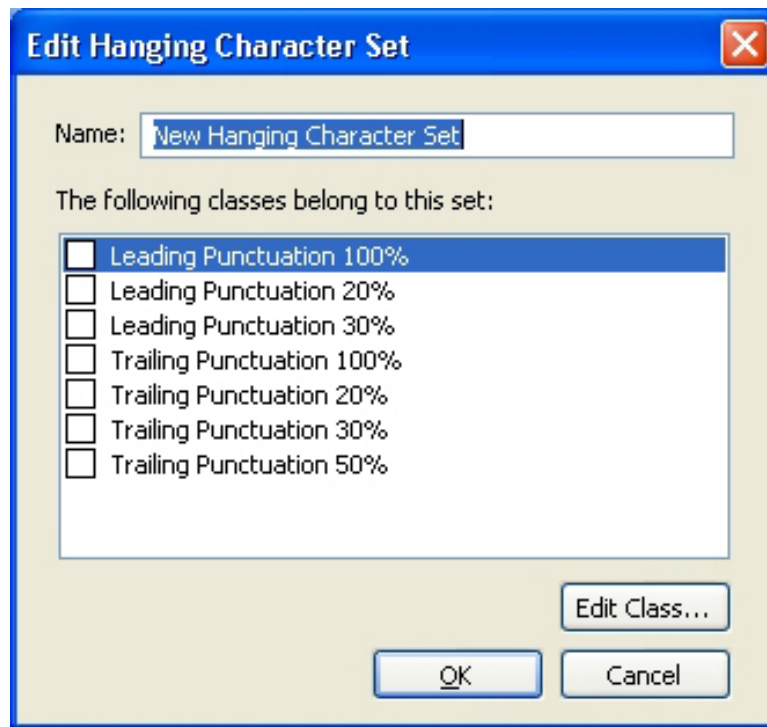 Edit Hanging Character Set
Name: New Hanging Character Set
The following classes belong to this set:
Leading Punctuation 100%
Leading Punctuation 20%
Leading Punctuation 30%
Trailing Punctuation 100%
Trailing Punctuation 20%
Trailing Punctuation 30%
Trailing Punctuation 50%
Edit Class...
OK Cancel